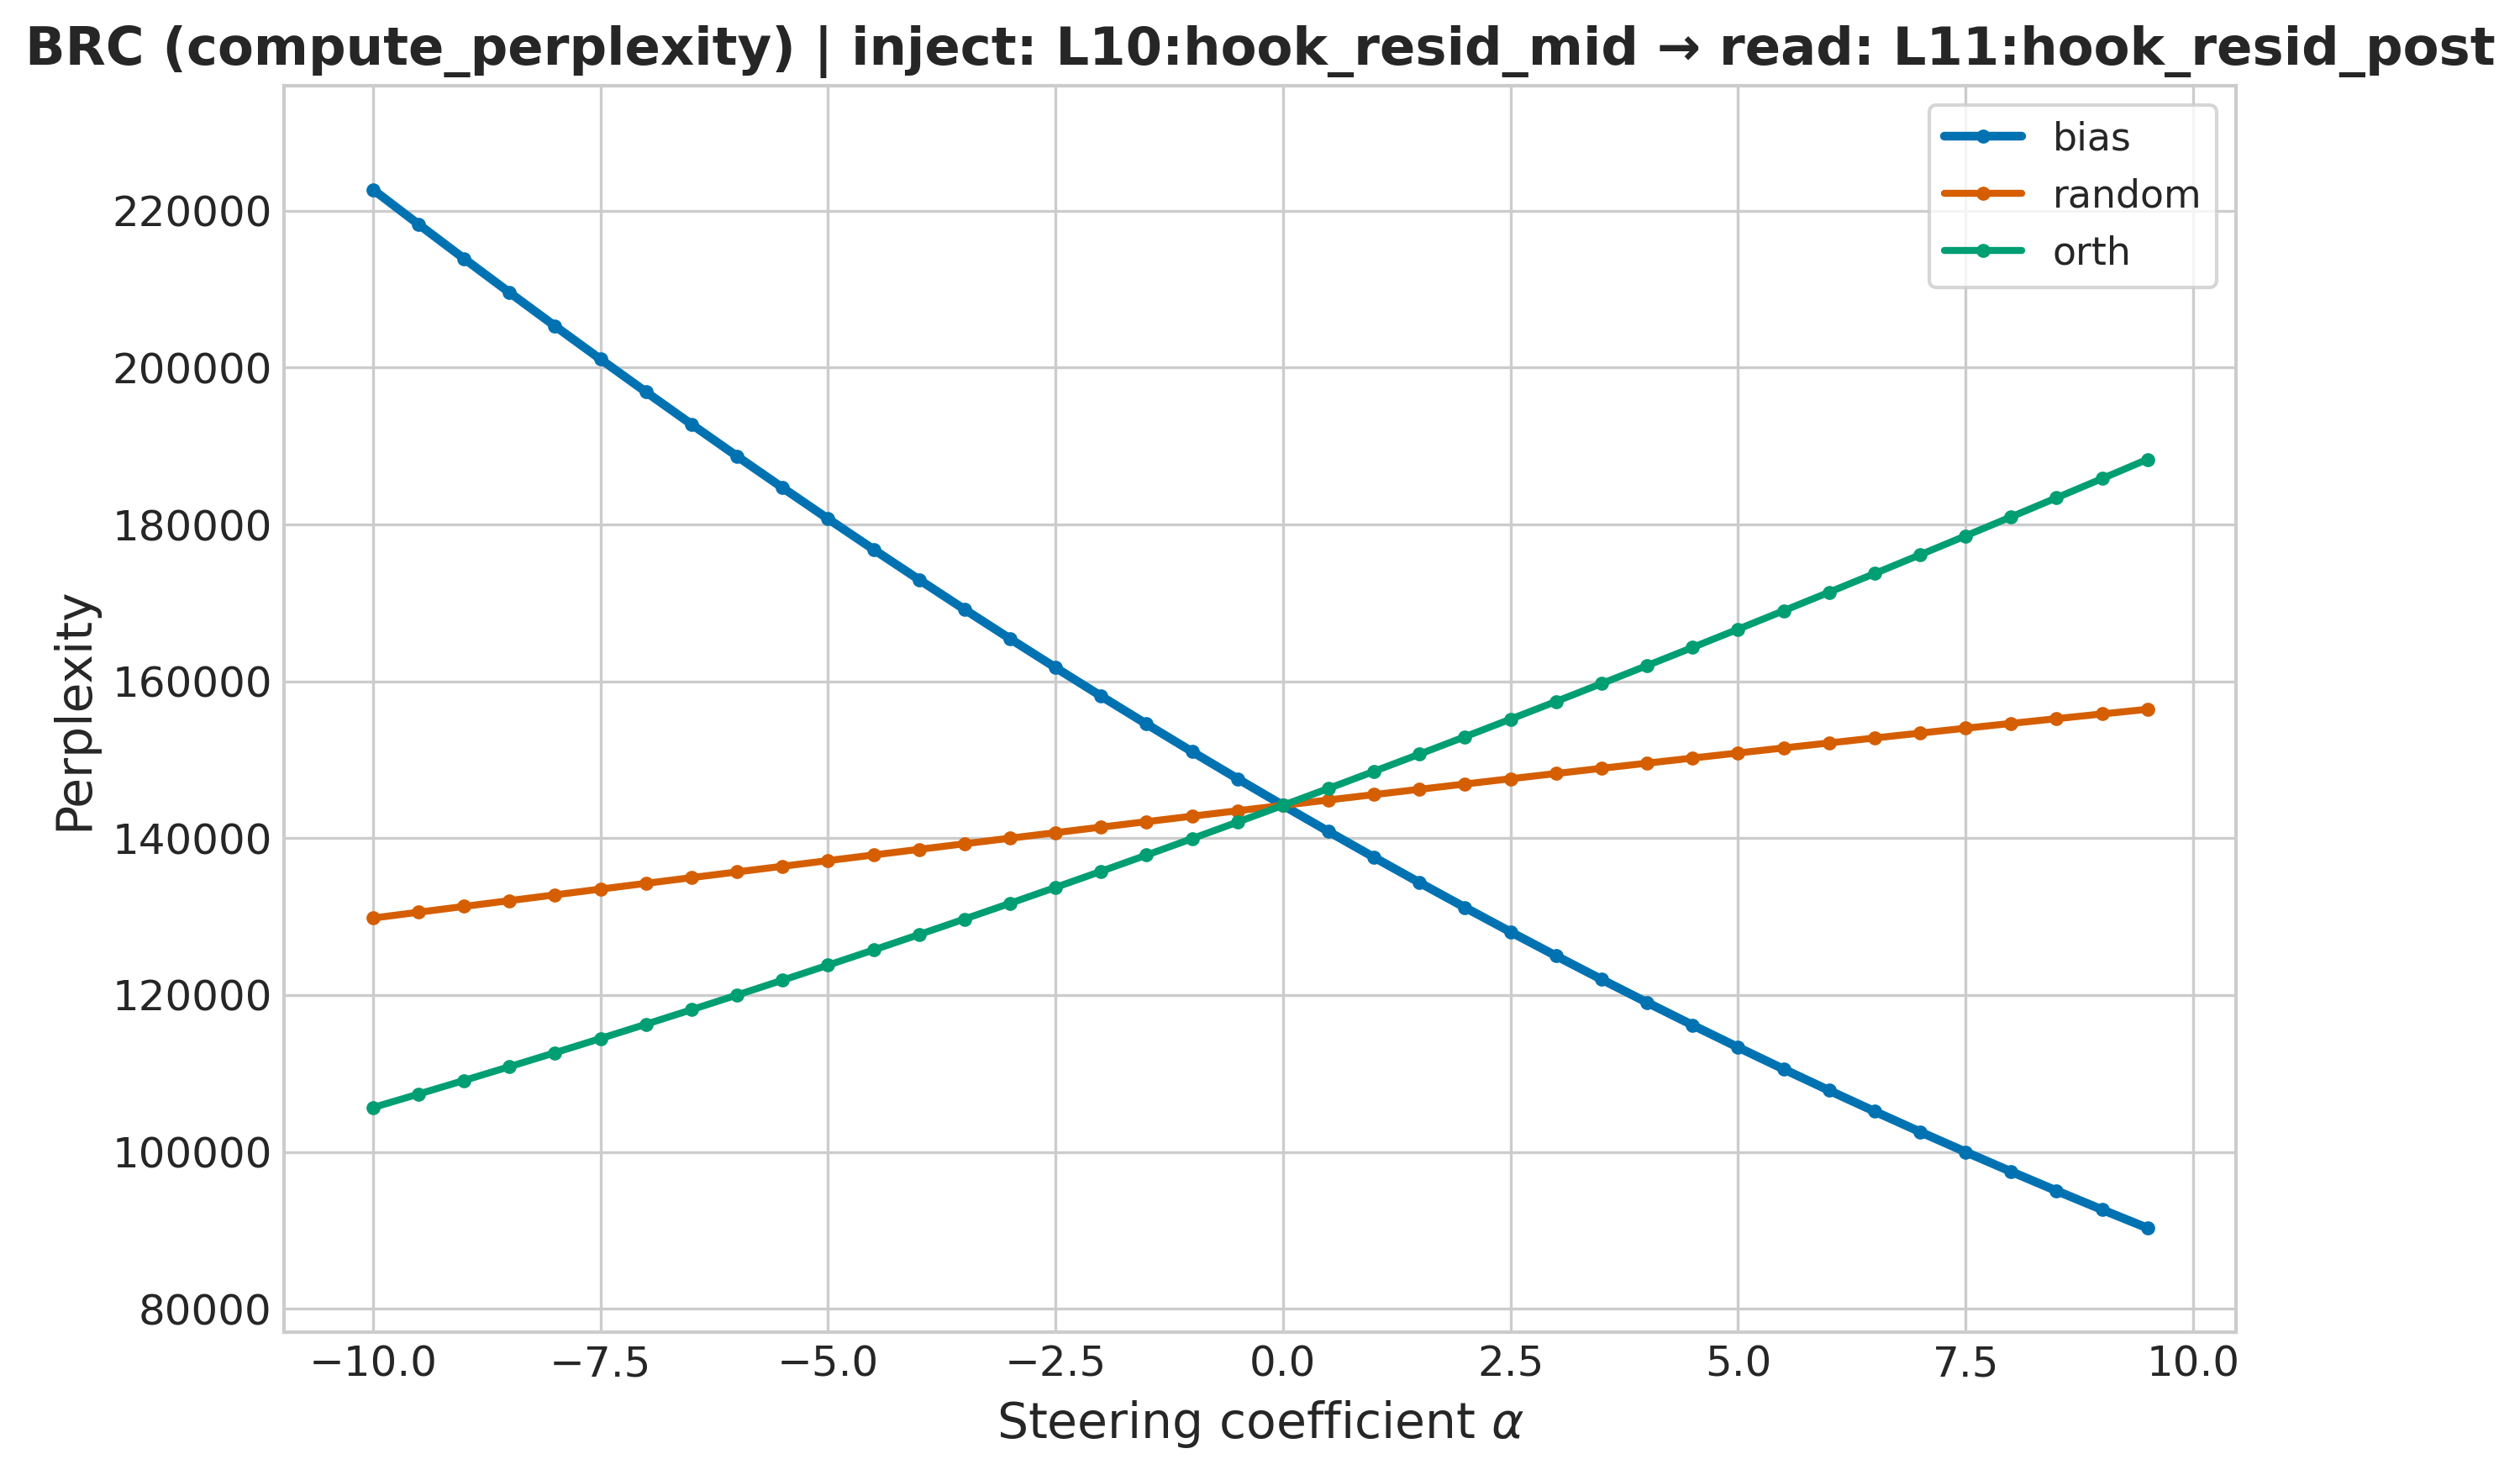 BRC (compute_perplexity) | inject: L10:hook_resid_mid → read: L11:hook_resid_post
bias
random
orth
Perplexity
220000
200000
180000
160000
140000
120000
100000
80000
−10.0 −7.5 −5.0 −2.5 0.0 2.5 5.0 7.5 10.0
Steering coefficient α